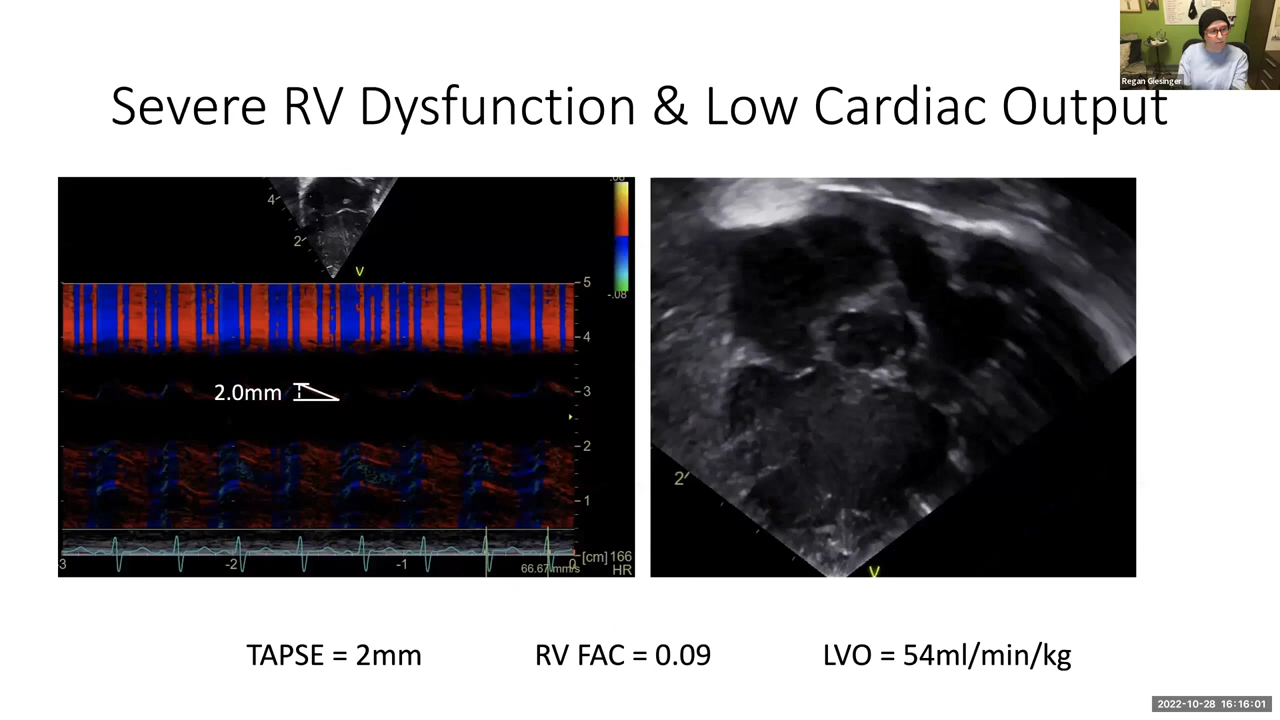 Regan Giesinger
Severe RV Dysfunction & Low Cardiac Output
4
2
V
.08
-.08
5
4
3
2
1
2.0mm
3
-2
-1
0
[cm]
166
HR
66.67mm/s
2
V
TAPSE = 2mm
RV FAC = 0.09
LVO = 54ml/min/kg
2022-10-28 16:16:01